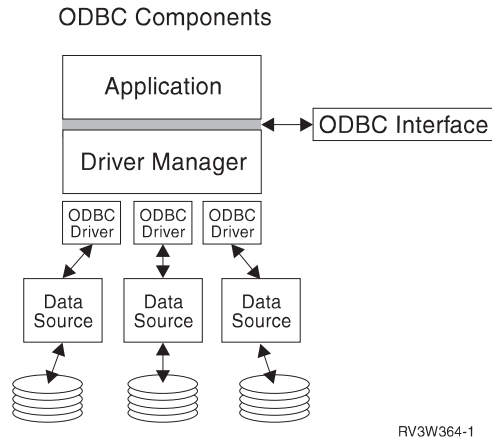 ODBC Components
Application
ODBC Interface
Driver Manager
ODBC
Driver
ODBC
Driver
ODBC
Driver
Data
Source
Data
Source
Data
Source
RV3W364-1